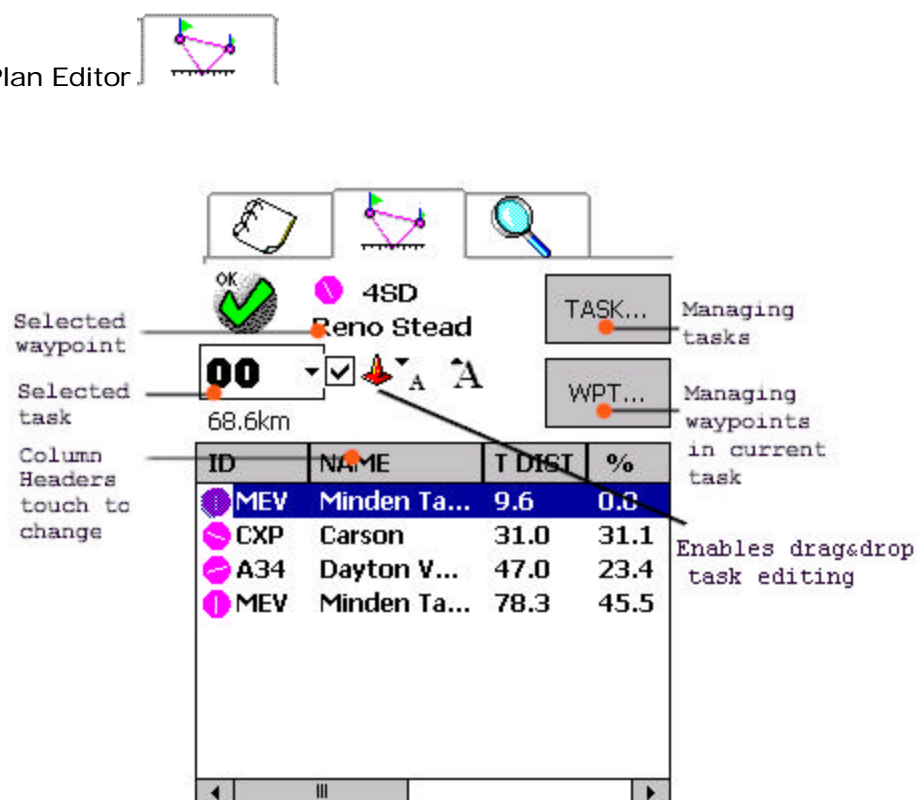 Plan Editor
OK
4SD
Reno Stead
TASK...
Managing
tasks
Selected
waypoint
00
A
A
WPT...
Managing
waypoints
in current
task
Selected
task
68.6km
Column
Headers
touch to
change
ID NAME T DIST %
MEV Minden Ta... 9.6 0.0
CXP Carson 31.0 31.1
A34 Dayton V... 47.0 23.4
MEV Minden Ta... 78.3 45.5
Enables drag&drop
task editing